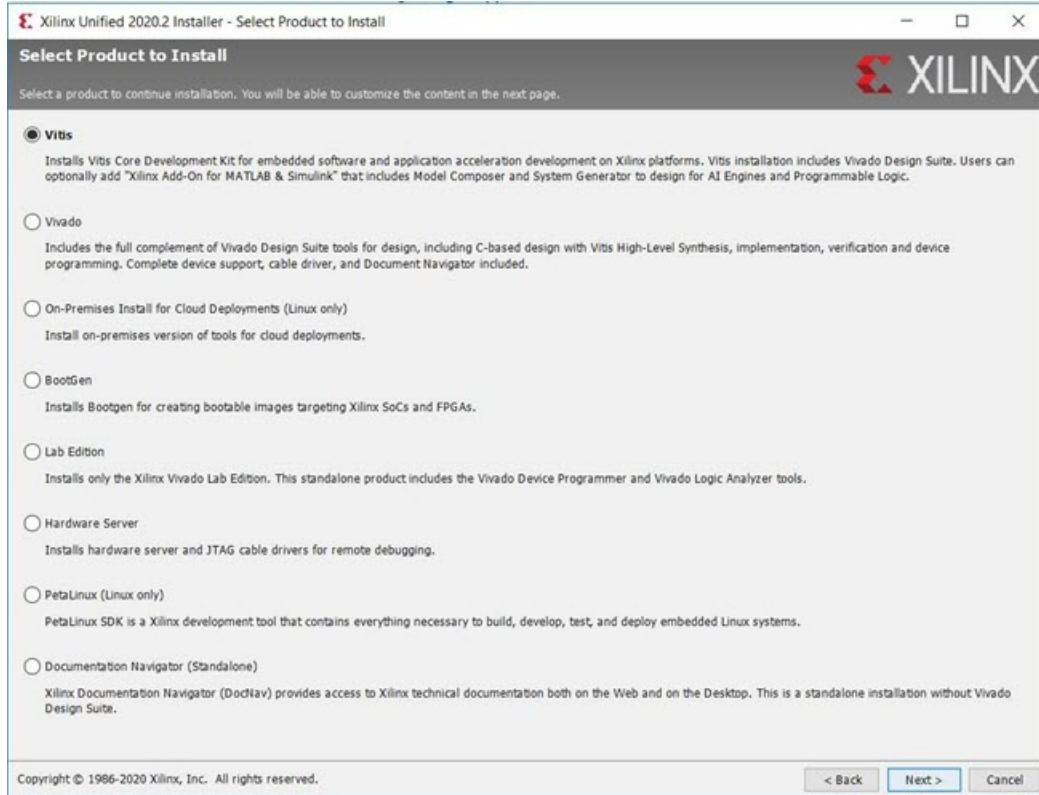 Xilinx Unified 2020.2 Installer - Select Product to Install
Select Product to Install
XILINX
Select a product to continue installation. You will be able to customize the content in the next page.
Vitis
Installs Vitis Core Development Kit for embedded software and application acceleration development on Xilinx platforms. Vitis installation includes Vivado Design Suite. Users can
optionally add "Xilinx Add-On for MATLAB & Simulink" that includes Model Composer and System Generator to design for AI Engines and Programmable Logic.
Vivado
Includes the full complement of Vivado Design Suite tools for design, including C-based design with Vitis High-Level Synthesis, implementation, verification and device
programming. Complete device support, cable driver, and Document Navigator included.
On-Premises Install for Cloud Deployments (Linux only)
Install on-premises version of tools for cloud deployments.
BootGen
Installs Bootgen for creating bootable images targeting Xilinx SoCs and FPGAs.
Lab Edition
Installs only the Xilinx Vivado Lab Edition. This standalone product includes the Vivado Device Programmer and Vivado Logic Analyzer tools.
Hardware Server
Installs hardware server and JTAG cable drivers for remote debugging.
PetaLinux (Linux only)
PetaLinux SDK is a Xilinx development tool that contains everything necessary to build, develop, test, and deploy embedded Linux systems.
Documentation Navigator (Standalone)
Xilinx Documentation Navigator (DocNav) provides access to Xilinx technical documentation both on the Web and on the Desktop. This is a standalone installation without Vivado
Design Suite.
Copyright © 1986-2020 Xilinx, Inc. All rights reserved.
< Back
Next >
Cancel